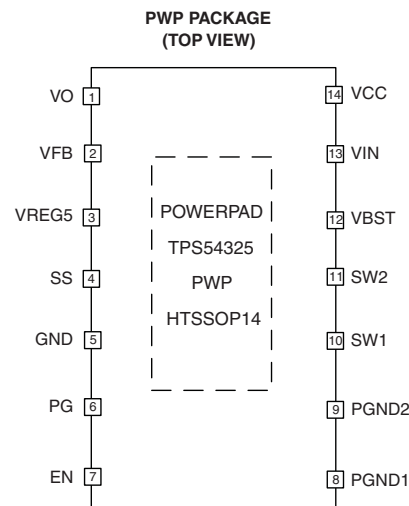 PWP PACKAGE
(TOP VIEW)
VO 1
14 VCC
VFB 2
13 VIN
VREG5 3
12 VBST
SS 4
11 SW2
GND 5
10 SW1
PG 6
9 PGND2
EN 7
8 PGND1
POWERPAD
TPS54325
PWP
HTSSOP14